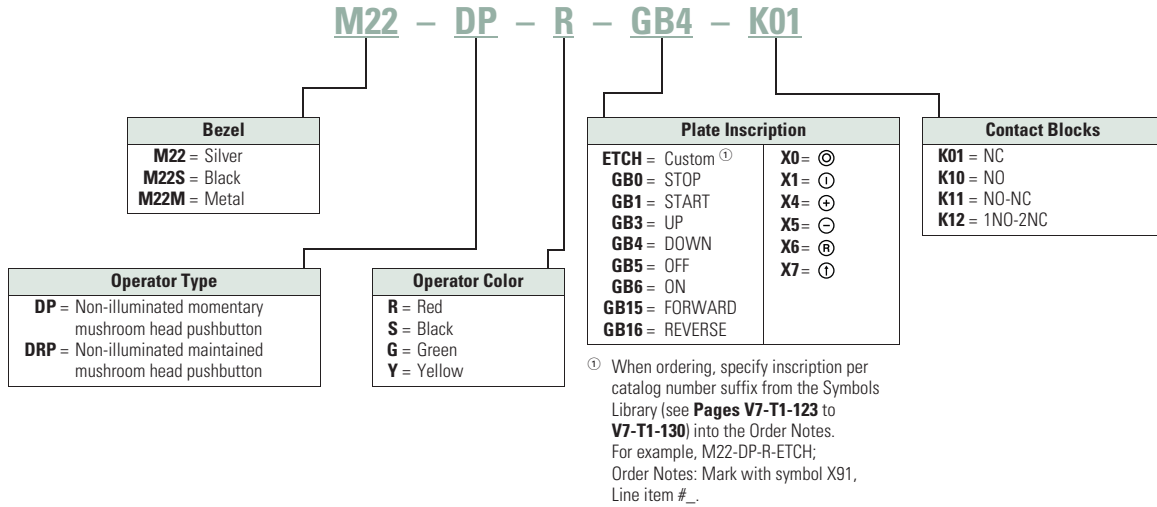 M22 – DP – R – GB4 – K01
Bezel
M22 = Silver
M22S = Black
M22M = Metal
Operator Type
DP = Non-illuminated momentary
mushroom head pushbutton
DRP = Non-illuminated maintained
mushroom head pushbutton
Operator Color
R = Red
S = Black
G = Green
Y = Yellow
Plate Inscription
ETCH = Custom ①
GB0 = STOP
GB1 = START
GB3 = UP
GB4 = DOWN
GB5 = OFF
GB6 = ON
GB15 = FORWARD
GB16 = REVERSE
X0= ⌾
X1= ⏼
X4= ⊕
X5= ⊖
X6= Ⓡ
X7= ↑
① When ordering, specify inscription per
catalog number suffix from the Symbols
Library (see Pages V7-T1-123 to
V7-T1-130) into the Order Notes.
For example, M22-DP-R-ETCH;
Order Notes: Mark with symbol X91,
Line item #_.
Contact Blocks
K01 = NC
K10 = NO
K11 = NO-NC
K12 = 1NO-2NC